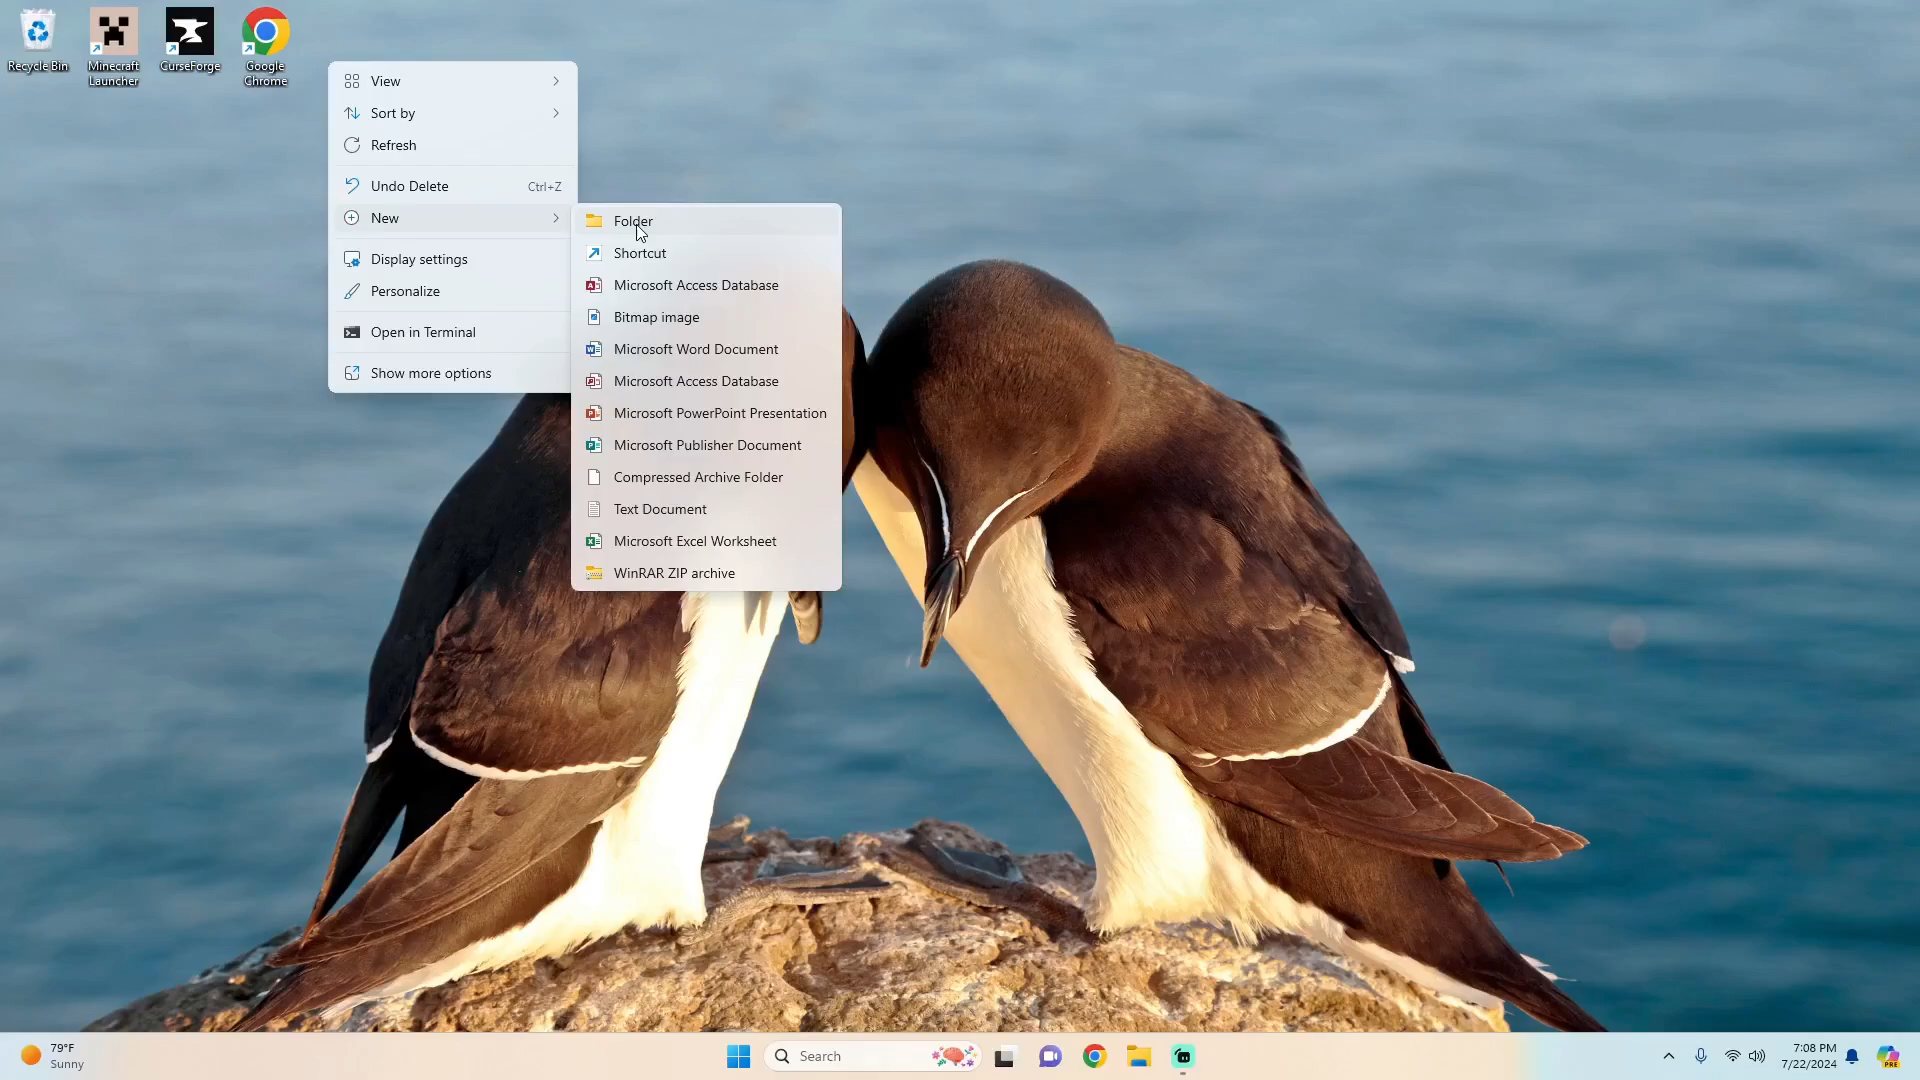 Recycle Bin
Minecraft
Launcher
CurseForge
Google
Chrome
View
Sort by
Refresh
Undo Delete Ctrl+Z
New
Display settings
Personalize
Open in Terminal
Show more options
Folder
Shortcut
Microsoft Access Database
Bitmap image
Microsoft Word Document
Microsoft Access Database
Microsoft PowerPoint Presentation
Microsoft Publisher Document
Compressed Archive Folder
Text Document
Microsoft Excel Worksheet
WinRAR ZIP archive
79°F
Sunny
Search
7:08 PM
7/22/2024
PRE